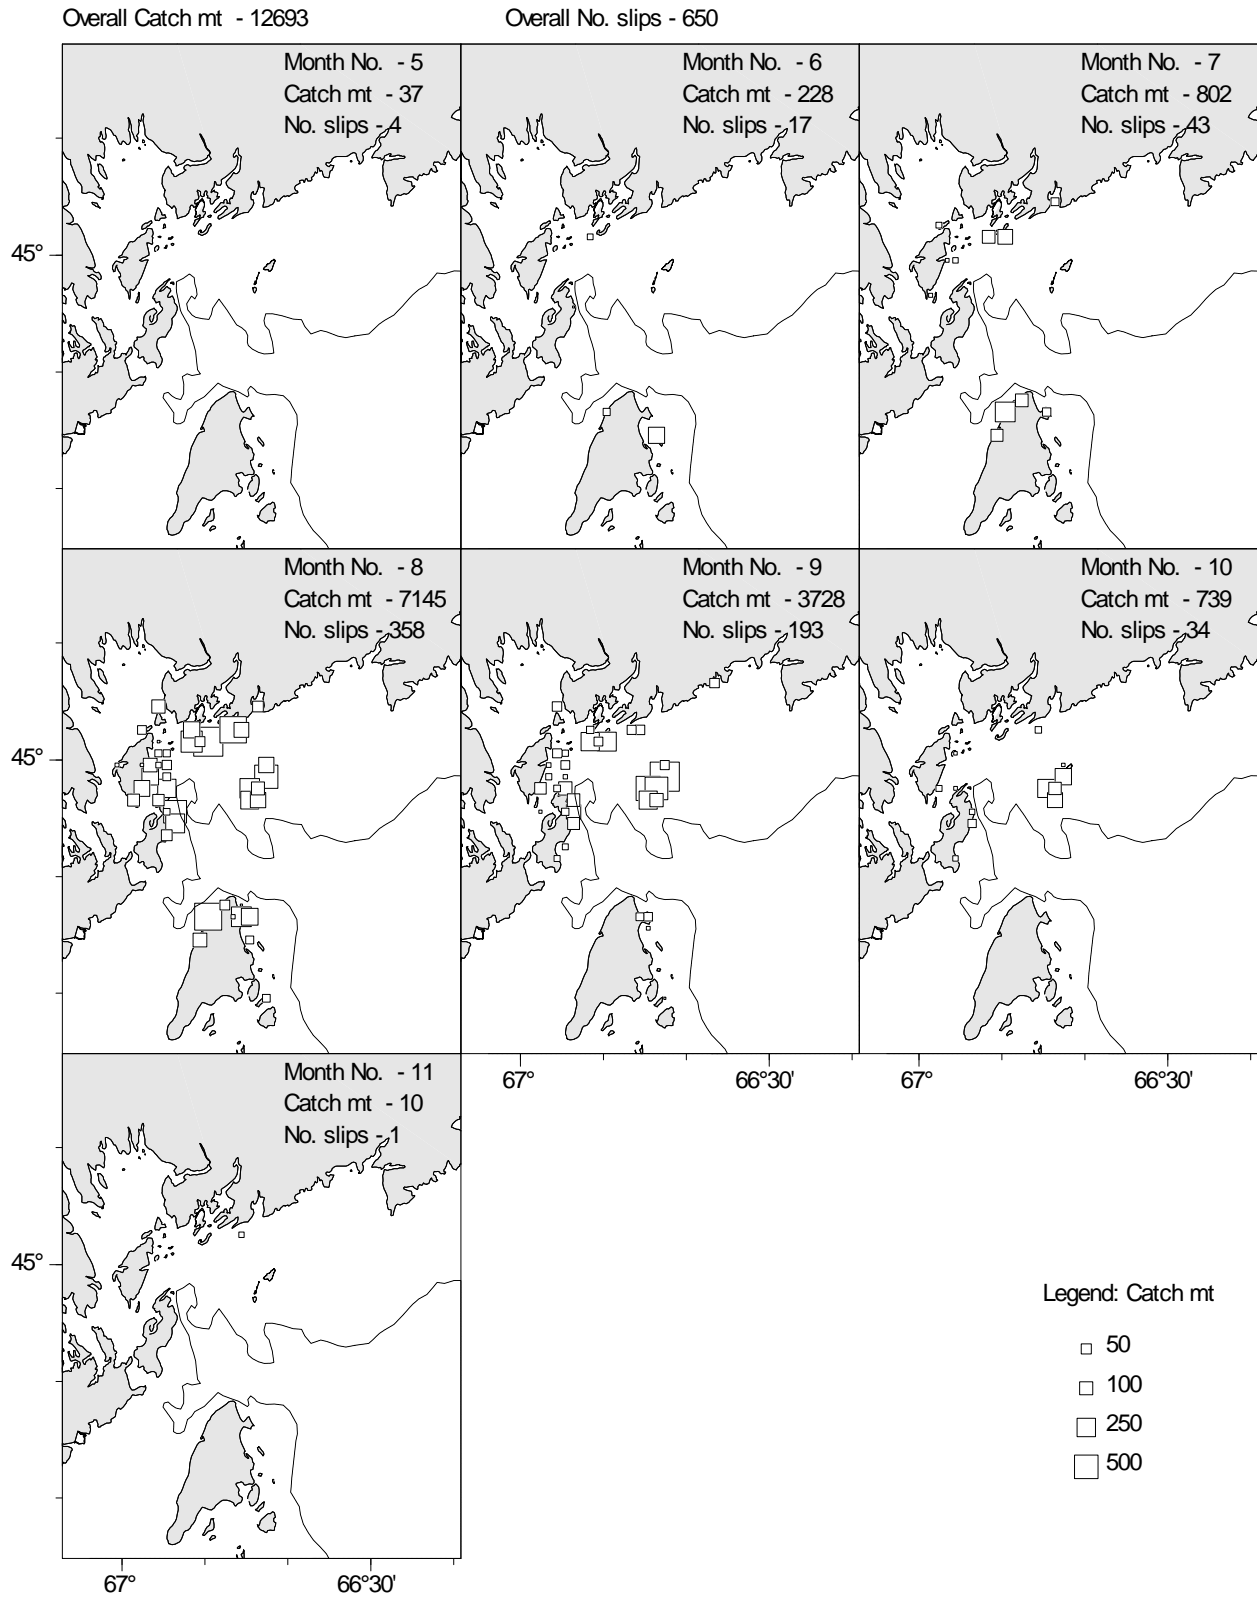 Overall Catch mt - 12693 Overall No. slips - 650
Month No. - 5
Catch mt - 37
No. slips - 4
Month No. - 6
Catch mt - 228
No. slips - 17
Month No. - 7
Catch mt - 802
No. slips - 43
45°
Month No. - 8
Catch mt - 7145
No. slips - 358
Month No. - 9
Catch mt - 3728
No. slips - 193
Month No. - 10
Catch mt - 739
No. slips - 34
45°
67° 66°30' 67° 66°30'
Month No. - 11
Catch mt - 10
No. slips - 1
45°
67° 66°30'
Legend: Catch mt
50
100
250
500